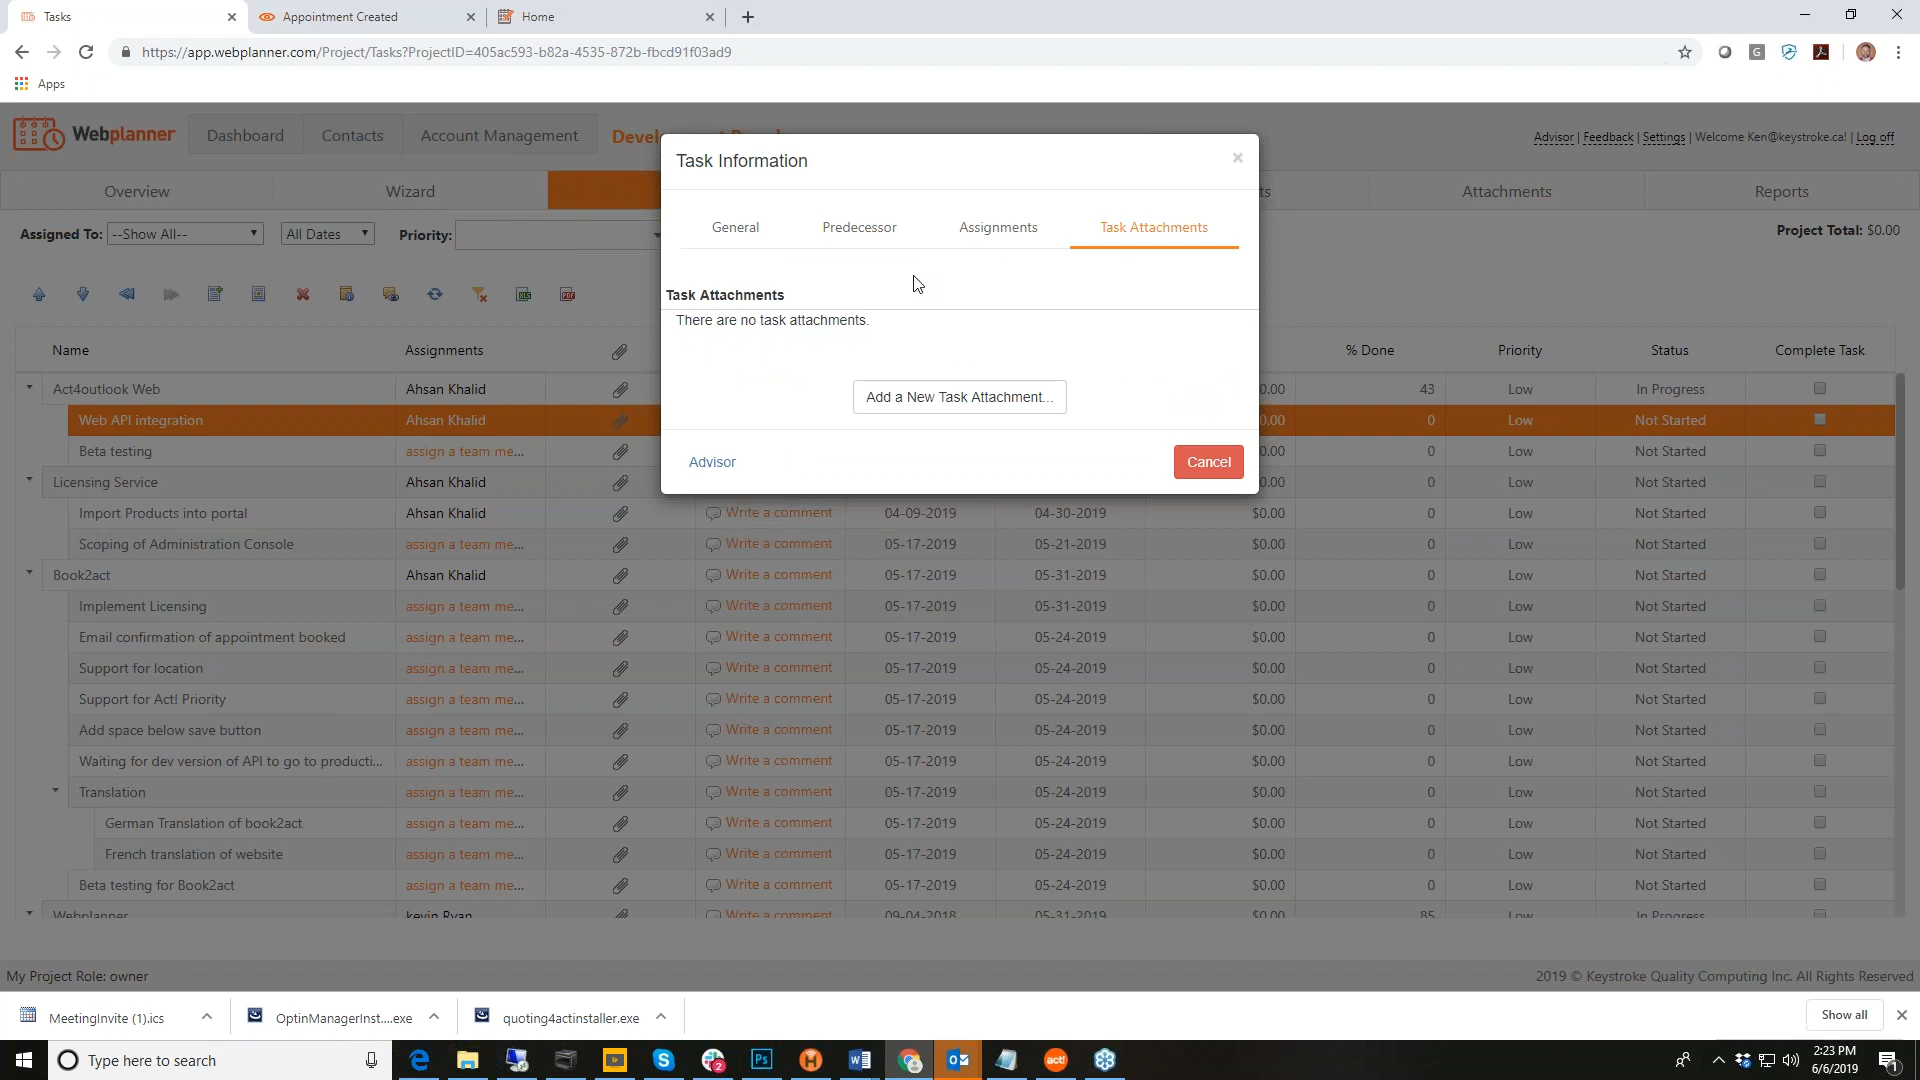 Tasks
Appointment Created
Home
https://app.webplanner.com/Project/Tasks?ProjectID=405ac593-b82a-4535-872b-fbcd91f03ad9
Apps
Webplanner
Dashboard
Contacts
Account Management
Advisor | Feedback | Settings | Welcome Ken@keystroke.ca! | Log off
Overview
Wizard
Attachments
Reports
Assigned To: --Show All--
All Dates
Priority:
Project Total: $0.00
Task Information
General
Predecessor
Assignments
Task Attachments
Task Attachments
There are no task attachments.
Add a New Task Attachment...
Advisor
Cancel
Name Assignments % Done Priority Status Complete Task
Act4outlook Web Ahsan Khalid 43 Low In Progress
Web API integration Ahsan Khalid 0 Low Not Started
Beta testing assign a team me... 0 Low Not Started
Licensing Service Ahsan Khalid 0 Low Not Started
Import Products into portal Ahsan Khalid Write a comment 04-09-2019 04-30-2019 $0.00 0 Low Not Started
Scoping of Administration Console assign a team me... Write a comment 05-17-2019 05-21-2019 $0.00 0 Low Not Started
Book2act Ahsan Khalid Write a comment 05-17-2019 05-31-2019 $0.00 0 Low Not Started
Implement Licensing assign a team me... Write a comment 05-17-2019 05-31-2019 $0.00 0 Low Not Started
Email confirmation of appointment booked assign a team me... Write a comment 05-17-2019 05-24-2019 $0.00 0 Low Not Started
Support for location assign a team me... Write a comment 05-17-2019 05-24-2019 $0.00 0 Low Not Started
Support for Act! Priority assign a team me... Write a comment 05-17-2019 05-24-2019 $0.00 0 Low Not Started
Add space below save button assign a team me... Write a comment 05-17-2019 05-24-2019 $0.00 0 Low Not Started
Waiting for dev version of API to go to producti... assign a team me... Write a comment 05-17-2019 05-24-2019 $0.00 0 Low Not Started
Translation assign a team me... Write a comment 05-17-2019 05-24-2019 $0.00 0 Low Not Started
German Translation of book2act assign a team me... Write a comment 05-17-2019 05-24-2019 $0.00 0 Low Not Started
French translation of website assign a team me... Write a comment 05-17-2019 05-24-2019 $0.00 0 Low Not Started
Beta testing for Book2act assign a team me... Write a comment 05-17-2019 05-24-2019 $0.00 0 Low Not Started
Webplanner kevin Ryan Write a comment 09-04-2018 05-31-2019 $0.00 85 Low In Progress
My Project Role: owner
2019 © Keystroke Quality Computing Inc. All Rights Reserved
MeetingInvite (1).ics
OptinManagerInst....exe
quoting4actinstaller.exe
Show all
Type here to search
2:23 PM
6/6/2019